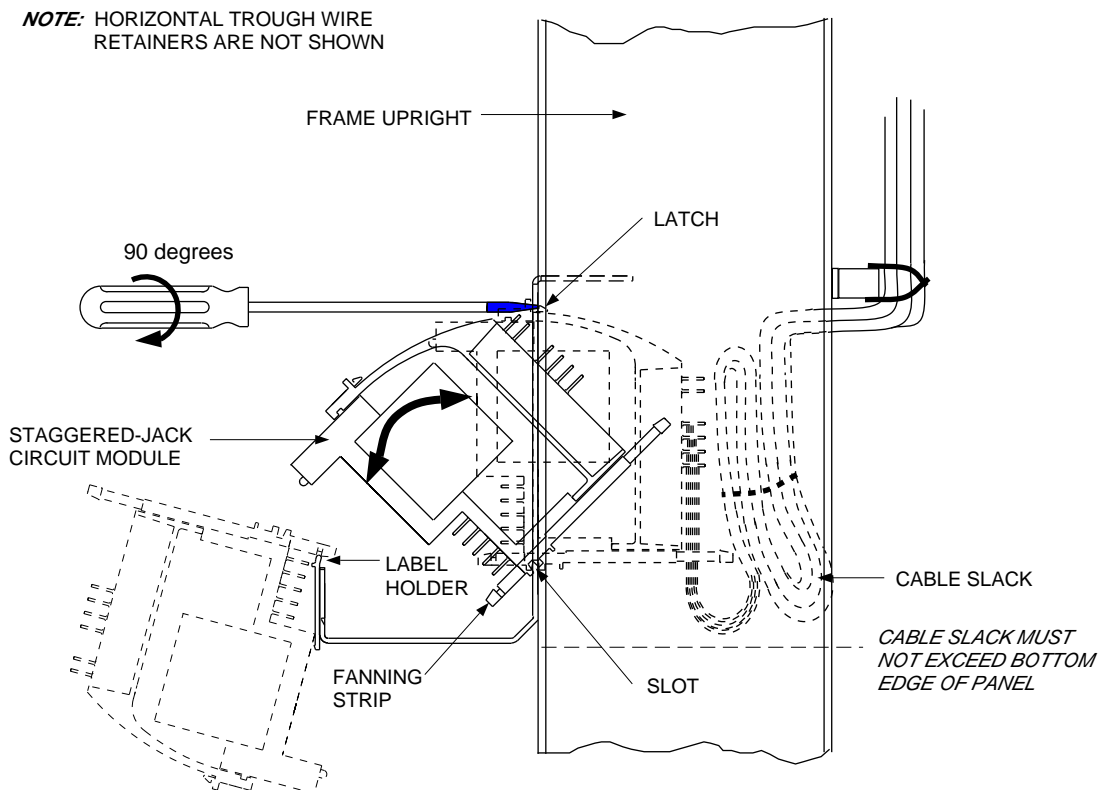 NOTE: HORIZONTAL TROUGH WIRE
RETAINERS ARE NOT SHOWN
FRAME UPRIGHT
LATCH
90 degrees
STAGGERED-JACK
CIRCUIT MODULE
LABEL
HOLDER
CABLE SLACK
FANNING
STRIP
SLOT
CABLE SLACK MUST
NOT EXCEED BOTTOM
EDGE OF PANEL